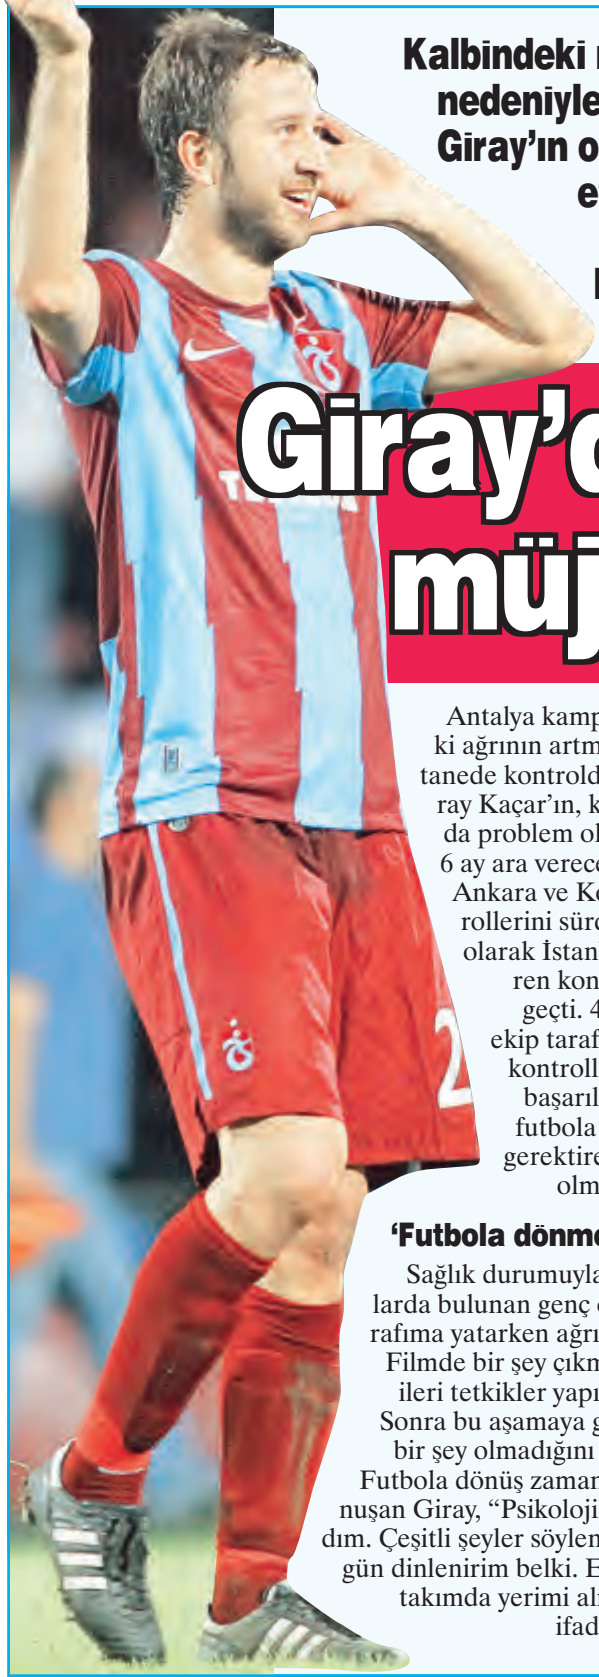 Kalbindeki
nedeniyle
Giray’ın
Giray’
müj
Antalya kamp
ki ağrının artm
tanede kontrold
ray Kaçar’ın, k
da problem ol
6 ay ara verece
Ankara ve Ko
rollerini sürd
olarak İstan
ren kon
geçti. 4
ekip taraf
kontroll
başarıl
futbola
gerektire
olm
‘Futbola dönme
Sağlık durumuyla
larda bulunan genç
rafıma yatarken ağrı
Filmde bir şey çıkm
ileri tetkikler yapı
Sonra bu aşamaya g
bir şey olmadığını
Futbola dönüş zaman
nuşan Giray, “Psikoloji
dım. Çeşitli şeyler söylen
gün dinlenirim belki. E
takımda yerimi alı
ifad
2